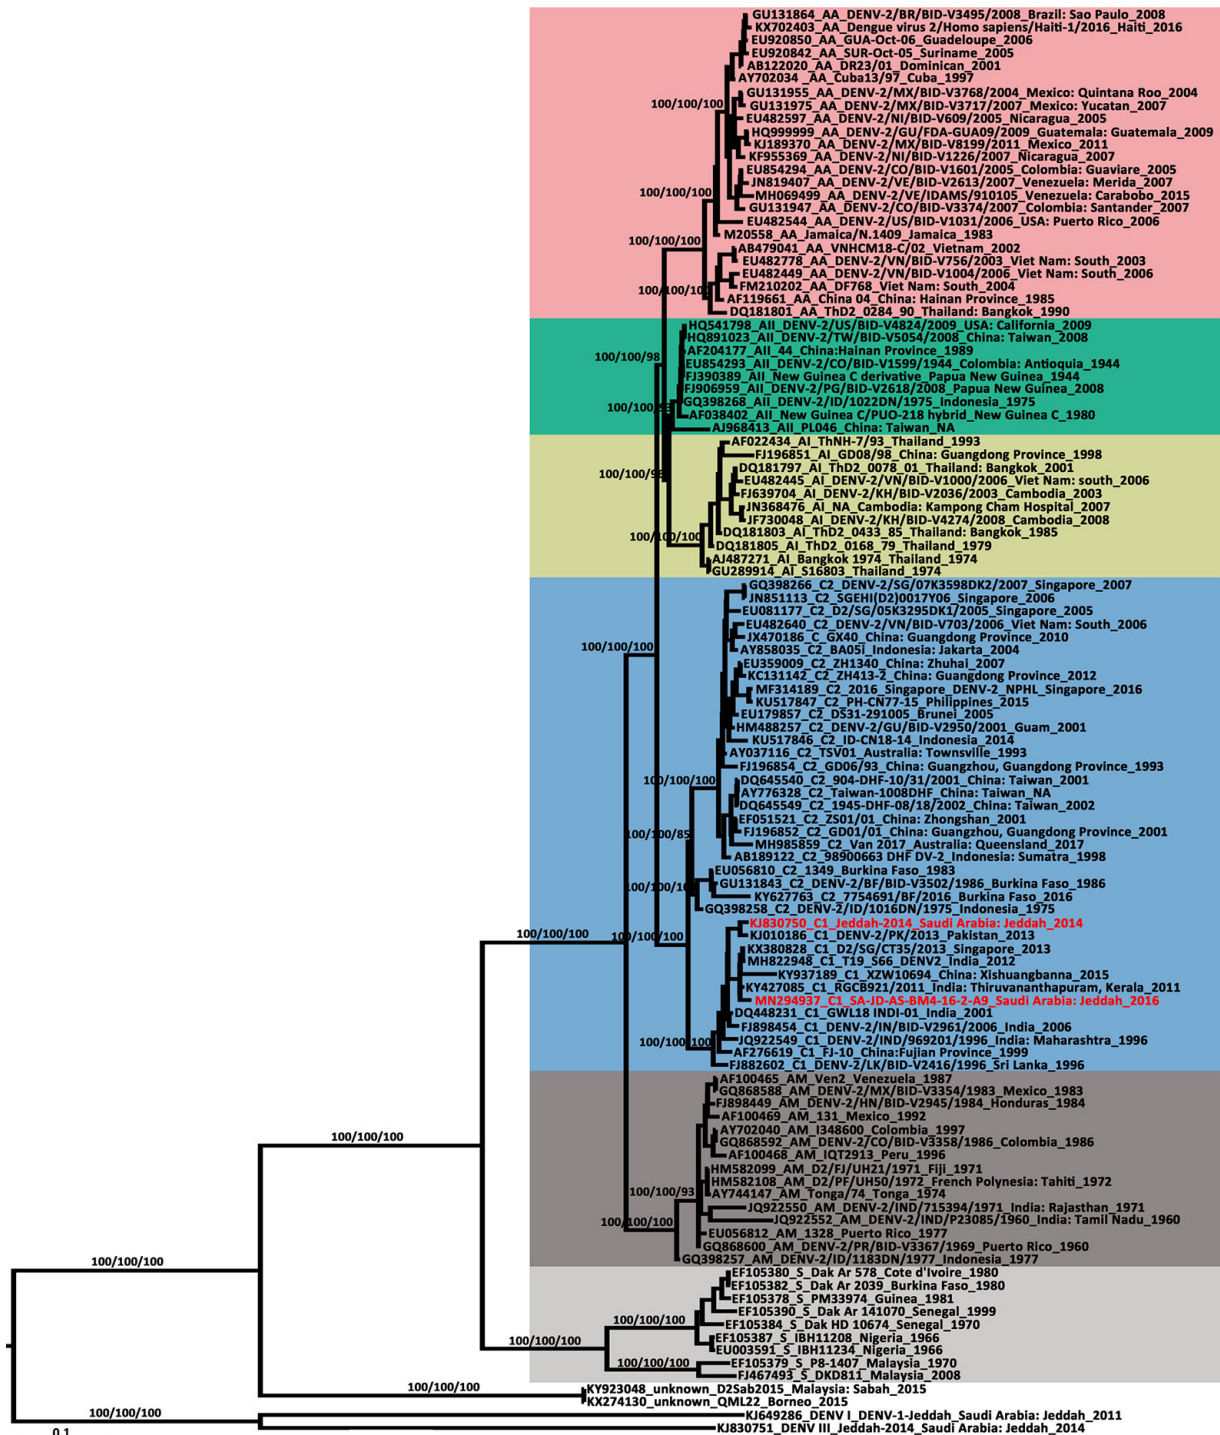 GU131864_AA_DENV-2/BR/BID-V3495/2008_Brazil: Sao Paulo_2008
KX702403_AA_Dengue virus 2/Homo sapiens/Haiti-1/2016_Haiti_2016
EU920850_AA_GUA-Oct-06_Guadeloupe_2006
EU920842_AA_SUR-Oct-05_Suriname_2005
AB122020_AA_DR23/01_Dominican_2001
AY702034_AA_Cuba13/97_Cuba_1997
GU131955_AA_DENV-2/MX/BID-V3768/2004_Mexico: Quintana Roo_2004
100/100/100
GU131975_AA_DENV-2/MX/BID-V3717/2007_Mexico: Yucatan_2007
EU482597_AA_DENV-2/NI/BID-V609/2005_Nicaragua_2005
HQ999999_AA_DENV-2/GU/FDA-GUA09/2009_Guatemala: Guatemala_2009
KJ189370_AA_DENV-2/MX/BID-V8199/2011_Mexico_2011
KF955369_AA_DENV-2/NI/BID-V1226/2007_Nicaragua_2007
EU854294_AA_DENV-2/CO/BID-V1601/2005_Colombia: Guaviare_2005
JN819407_AA_DENV-2/VE/BID-V2613/2007_Venezuela: Merida_2007
100/100/100
MH069499_AA_DENV-2/VE/IDAMS/910105_Venezuela: Carabobo_2015
GU131947_AA_DENV-2/CO/BID-V3374/2007_Colombia: Santander_2007
EU482544_AA_DENV-2/US/BID-V1031/2006_USA: Puerto Rico_2006
M20558_AA_Jamaica/N.1409_Jamaica_1983
100/100/100
AB479041_AA_VNHCM18-C/02_Vietnam_2002
EU482778_AA_DENV-2/VN/BID-V756/2003_Viet Nam: South_2003
EU482449_AA_DENV-2/VN/BID-V1004/2006_Viet Nam: South_2006
FM210202_AA_DF768_Viet Nam: South_2004
100/100/100
AF119661_AA_China 04_China: Hainan Province_1985
DQ181801_AA_ThD2_0284_90_Thailand: Bangkok_1990
HQ541798_AII_DENV-2/US/BID-V4824/2009_USA: California_2009
HQ891023_AII_DENV-2/TW/BID-V5054/2008_China: Taiwan_2008
AF204177_AII_44_China:Hainan Province_1989
100/100/98
EU854293_AII_DENV-2/CO/BID-V1599/1944_Colombia: Antioquia_1944
FJ390389_AII_New Guinea C derivative_Papua New Guinea_1944
FJ906959_AII_DENV-2/PG/BID-V2618/2008_Papua New Guinea_2008
GQ398268_AII_DENV-2/ID/1022DN/1975_Indonesia_1975
AF038402_AII_New Guinea C/PUO-218 hybrid_New Guinea C_1980
AJ968413_AII_PL046_China: Taiwan_NA
AF022434_AI_ThNH-7/93_Thailand_1993
FJ196851_AI_GD08/98_China: Guangdong Province_1998
DQ181797_AI_ThD2_0078_01_Thailand: Bangkok_2001
EU482445_AI_DENV-2/VN/BID-V1000/2006_Viet Nam: south_2006
FJ639704_AI_DENV-2/KH/BID-V2036/2003_Cambodia_2003
JN368476_AI_NA_Cambodia: Kampong Cham Hospital_2007
JF730048_AI_DENV-2/KH/BID-V4274/2008_Cambodia_2008
DQ181803_AI_ThD2_0433_85_Thailand: Bangkok_1985
100/100/100
DQ181805_AI_ThD2_0168_79_Thailand_1979
AJ487271_AI_Bangkok 1974_Thailand_1974
GU289914_AI_S16803_Thailand_1974
GQ398266_C2_DENV-2/SG/07K3598DK2/2007_Singapore_2007
JN851113_C2_SGEHI(D2)0017Y06_Singapore_2006
EU081177_C2_D2/SG/05K3295DK1/2005_Singapore_2005
EU482640_C2_DENV-2/VN/BID-V703/2006_Viet Nam: South_2006
JX470186_C_GX40_China: Guangdong Province_2010
100/100/100
AY858035_C2_BA05i_Indonesia: Jakarta_2004
EU359009_C2_ZH1340_China: Zhuhai_2007
KC131142_C2_ZH413-2_China: Guangdong Province_2012
MF314189_C2_2016_Singapore_DENV-2_NPHL_Singapore_2016
KU517847_C2_PH-CN77-15_Philippines_2015
EU179857_C2_DS31-291005_Brunei_2005
HM488257_C2_DENV-2/GU/BID-V2950/2001_Guam_2001
KU517846_C2_ID-CN18-14_Indonesia_2014
AY037116_C2_TSV01_Australia: Townsville_1993
FJ196854_C2_GD06/93_China: Guangzhou, Guangdong Province_1993
100/100/100
DQ645540_C2_904-DHF-10/31/2001_China: Taiwan_2001
AY776328_C2_Taiwan-1008DHF_China: Taiwan_NA
DQ645549_C2_1945-DHF-08/18/2002_China: Taiwan_2002
EF051521_C2_ZS01/01_China: Zhongshan_2001
100/100/85
FJ196852_C2_GD01/01_China: Guangzhou, Guangdong Province_2001
MH985859_C2_Van 2017_Australia: Queensland_2017
AB189122_C2_98900663 DHF DV-2_Indonesia: Sumatra_1998
EU056810_C2_1349_Burkina Faso_1983
GU131843_C2_DENV-2/BF/BID-V3502/1986_Burkina Faso_1986
KY627763_C2_7754691/BF/2016_Burkina Faso_2016
GQ398258_C2_DENV-2/ID/1016DN/1975_Indonesia_1975
KJ830750_C1_Jeddah-2014_Saudi Arabia: Jeddah_2014
100/100/100 100/100/100
KJ010186_C1_DENV-2/PK/2013_Pakistan_2013
KX380828_C1_D2/SG/CT35/2013_Singapore_2013
MH822948_C1_T19_S66_DENV2_India_2012
KY937189_C1_XZW10694_China: Xishuangbanna_2015
KY427085_C1_RGCB921/2011_India: Thiruvananthapuram, Kerala_2011
MN294937_C1_SA-JD-AS-BM4-16-2-A9_Saudi Arabia: Jeddah_2016
DQ448231_C1_GWL18 INDI-01_India_2001
FJ898454_C1_DENV-2/IN/BID-V2961/2006_India_2006
100/100/100
JQ922549_C1_DENV-2/IND/969201/1996_India: Maharashtra_1996
AF276619_C1_FJ-10_China:Fujian Province_1999
FJ882602_C1_DENV-2/LK/BID-V2416/1996_Sri Lanka_1996
AF100465_AM_Ven2_Venezuela_1987
GQ868588_AM_DENV-2/MX/BID-V3354/1983_Mexico_1983
FJ898449_AM_DENV-2/HN/BID-V2945/1984_Honduras_1984
AF100469_AM_131_Mexico_1992
AY702040_AM_I348600_Colombia_1997
100/100/100
GQ868592_AM_DENV-2/CO/BID-V3358/1986_Colombia_1986
AF100468_AM_IQT2913_Peru_1996
HM582099_AM_D2/FJ/UH21/1971_Fiji_1971
HM582108_AM_D2/PF/UH50/1972_French Polynesia: Tahiti_1972
100/100/93
AY744147_AM_Tonga/74_Tonga_1974
JQ922550_AM_DENV-2/IND/715394/1971_India: Rajasthan_1971
JQ922552_AM_DENV-2/IND/P23085/1960_India: Tamil Nadu_1960
100/100/100
EU056812_AM_1328_Puerto Rico_1977
GQ868600_AM_DENV-2/PR/BID-V3367/1969_Puerto Rico_1960
GQ398257_AM_DENV-2/ID/1183DN/1977_Indonesia_1977
100/100/100
EF105380_S_Dak Ar 578_Cote d'Ivoire_1980
EF105382_S_Dak Ar 2039_Burkina Faso_1980
EF105378_S_PM33974_Guinea_1981
EF105390_S_Dak Ar 141070_Senegal_1999
100/100/100
EF105384_S_Dak HD 10674_Senegal_1970
EF105387_S_IBH11208_Nigeria_1966
100/100/100
EU003591_S_IBH11234_Nigeria_1966
100/100/100
EF105379_S_P8-1407_Malaysia_1970
FJ467493_S_DKD811_Malaysia_2008
100/100/100
KY923048_unknown_D2Sab2015_Malaysia: Sabah_2015
KX274130_unknown_QML22_Borneo_2015
100/100/100
KJ649286_DENV I_DENV-1-Jeddah_Saudi Arabia: Jeddah_2011
KJ830751_DENV III_Jeddah-2014_Saudi Arabia: Jeddah_2014